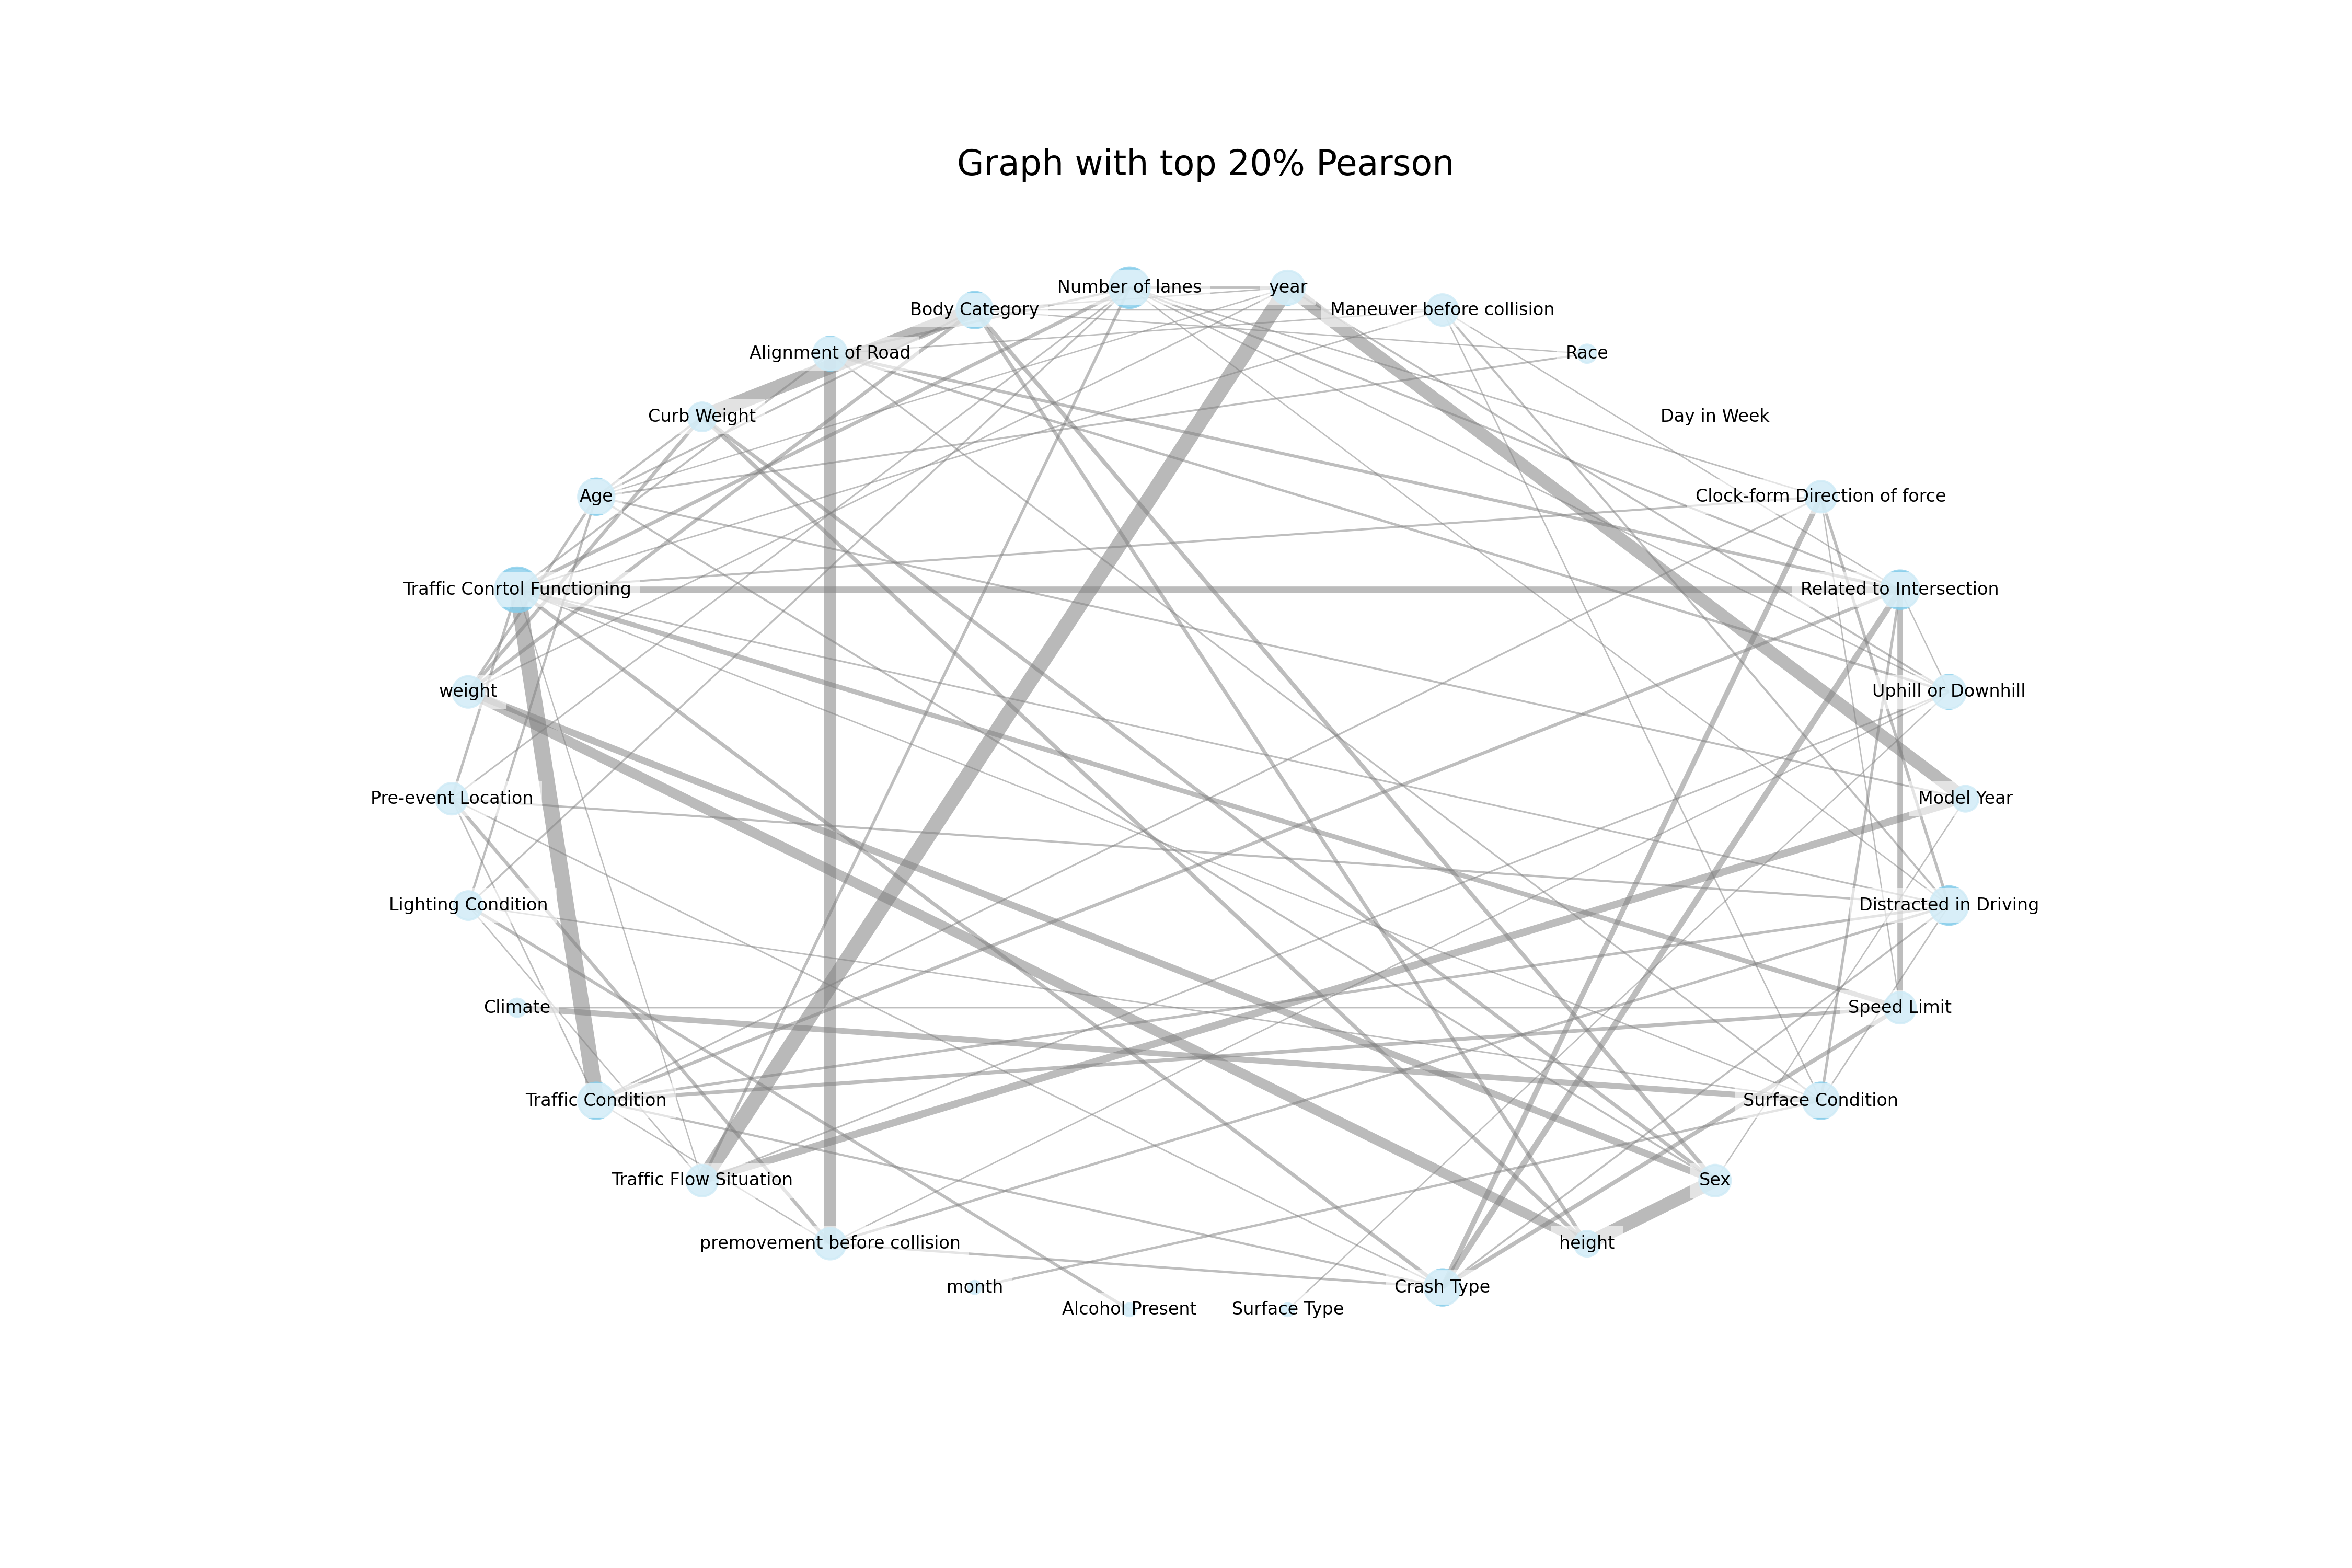 Graph with top 20% Pearson
Number of lanes
year
Body Category
Maneuver before collision
Alignment of Road
Race
Curb Weight
Day in Week
Age
Clock-form Direction of force
Traffic Conrtol Functioning
Related to Intersection
weight
Uphill or Downhill
Pre-event Location
Model Year
Lighting Condition
Distracted in Driving
Climate
Speed Limit
Traffic Condition
Surface Condition
Traffic Flow Situation
Sex
premovement before collision
height
month
Crash Type
Alcohol Present
Surface Type